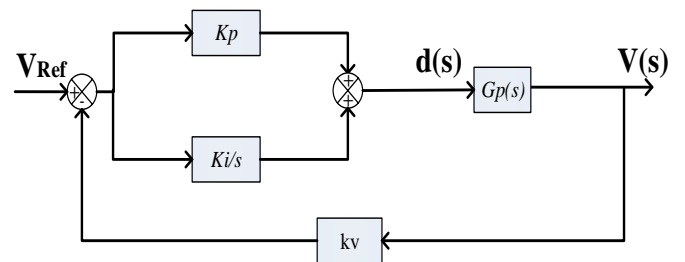 Kp
VRef
+
-
+
+
d(s)
Gp(s)
V(s)
Ki/s
kv